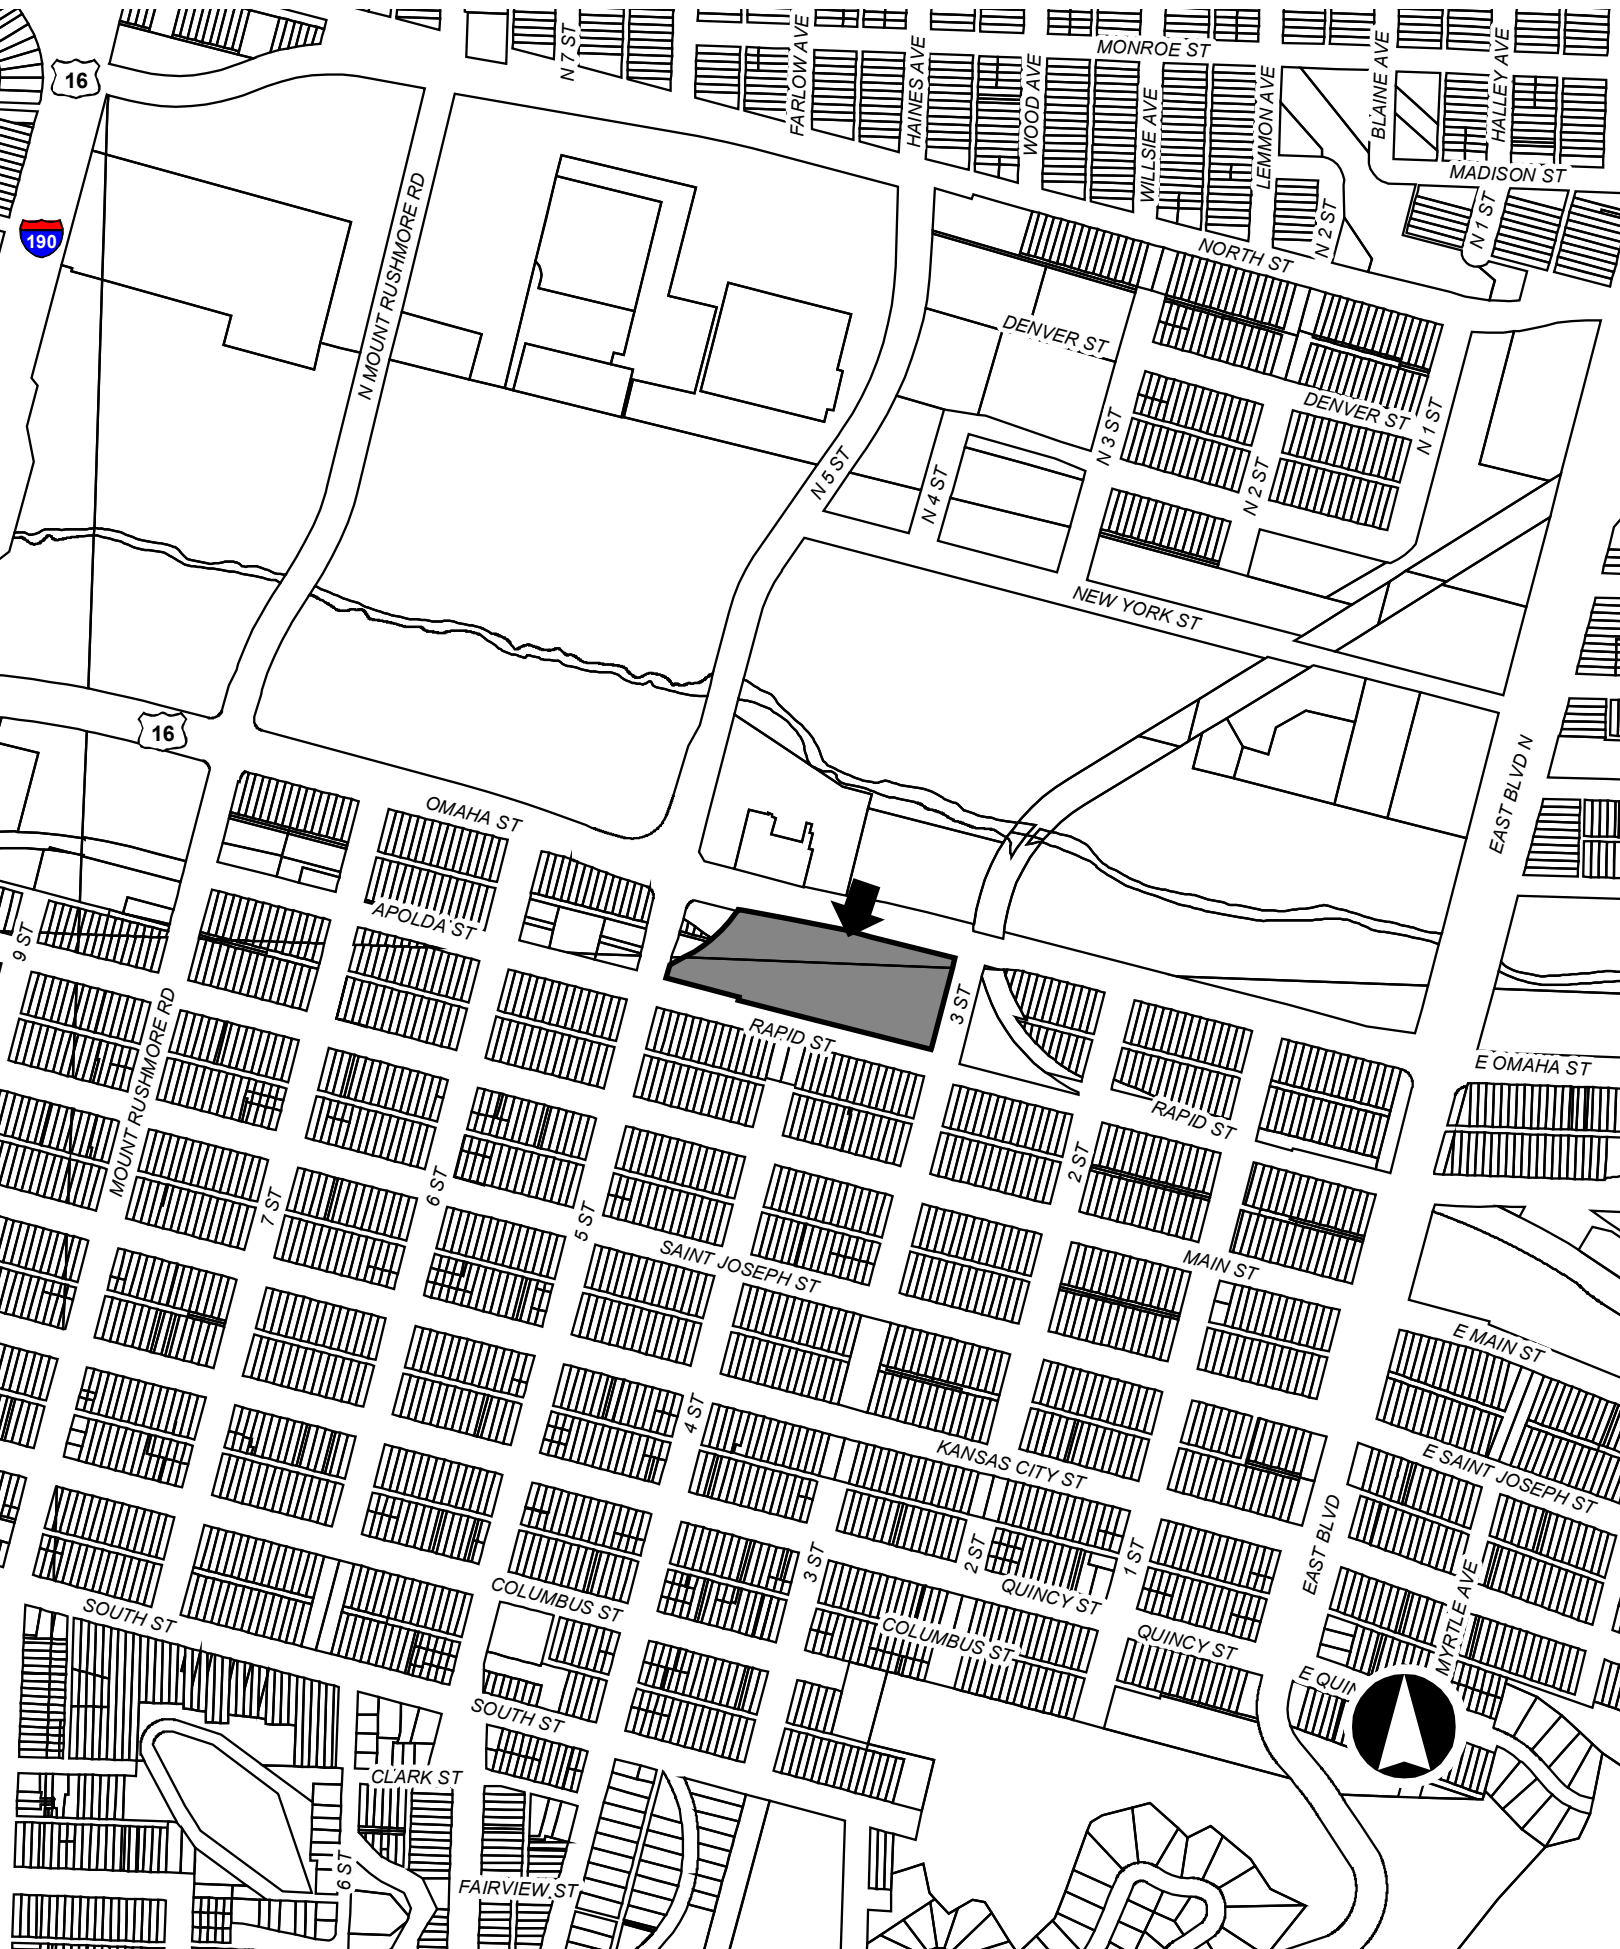 16
N 7 ST
FARLOW AVE
HAINES AVE
WOOD AVE
MONROE ST
WILLSIE AVE
LEMMON AVE
BLAINE AVE
HALLEY AVE
MADISON ST
190
N MOUNT RUSHMORE RD
N 2 ST
N 1 ST
NORTH ST
DENVER ST
DENVER ST
N 1 ST
N 3 ST
N 5 ST
N 4 ST
N 2 ST
NEW YORK ST
16
EAST BLVD N
OMAHA ST
APOLDA ST
9 ST
MOUNT RUSHMORE RD
3 ST
RAPID ST
E OMAHA ST
RAPID ST
2 ST
6 ST
7 ST
5 ST
SAINT JOSEPH ST
MAIN ST
E MAIN ST
4 ST
KANSAS CITY ST
E SAINT JOSEPH ST
EAST BLVD
3 ST
2 ST
1 ST
MYRTLE AVE
COLUMBUS ST
QUINCY ST
SOUTH ST
COLUMBUS ST
QUINCY ST
E QUIN
SOUTH ST
CLARK ST
6 ST
FAIRVIEW ST